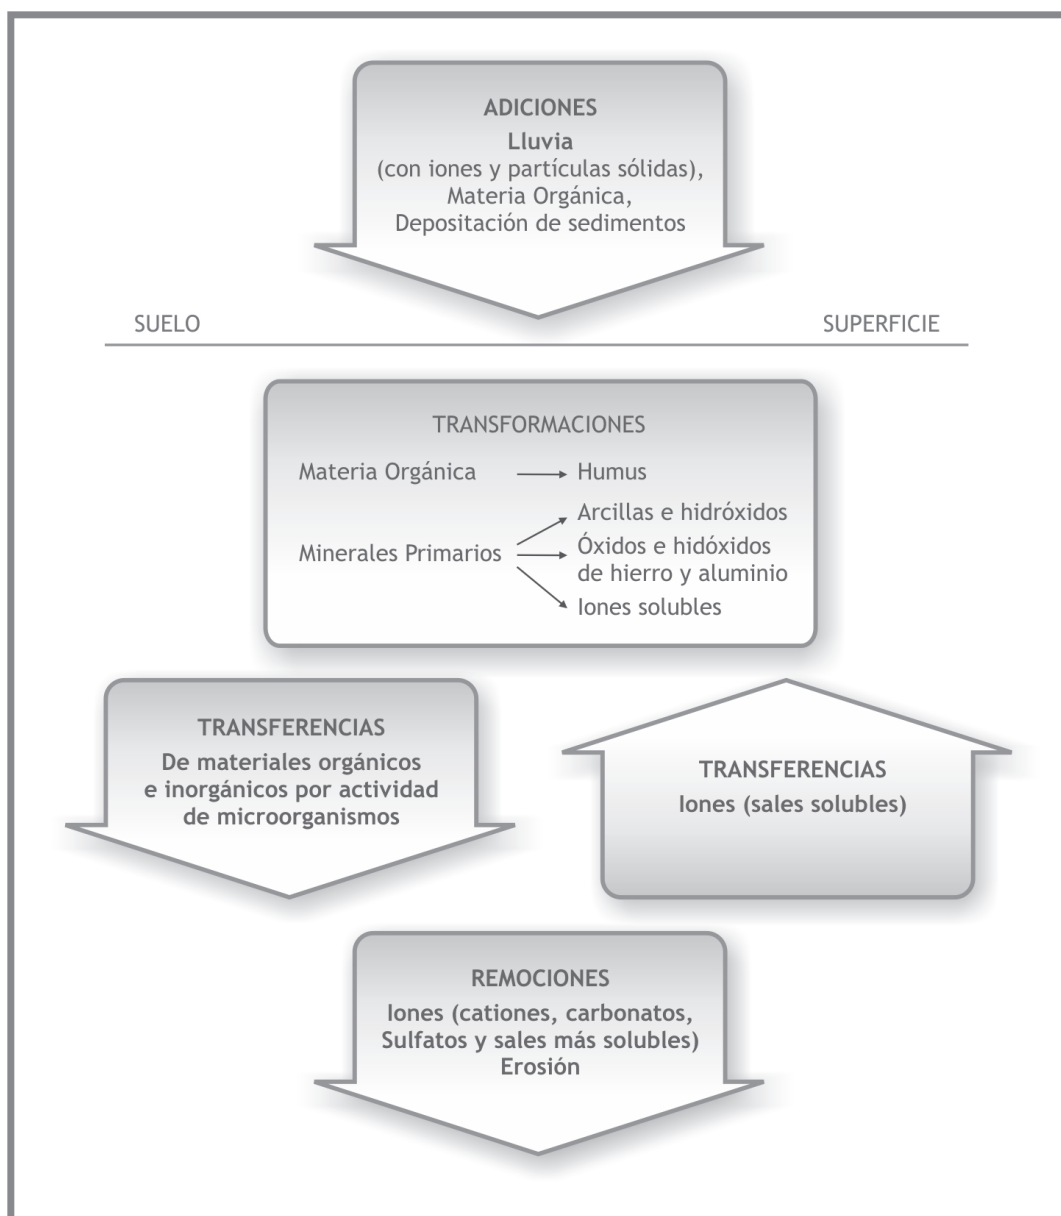 ADICIONES
Lluvia
(con iones y partículas sólidas),
Materia Orgánica,
Depositación de sedimentos
SUELO
SUPERFICIE
TRANSFORMACIONES
Materia Orgánica
Humus
Minerales Primarios
Arcillas e hidróxidos
Óxidos e hidóxidos
de hierro y aluminio
Iones solubles
TRANSFERENCIAS
De materiales orgánicos
e inorgánicos por actividad
de microorganismos
TRANSFERENCIAS
Iones (sales solubles)
REMOCIONES
Iones (cationes, carbonatos,
Sulfatos y sales más solubles)
Erosión